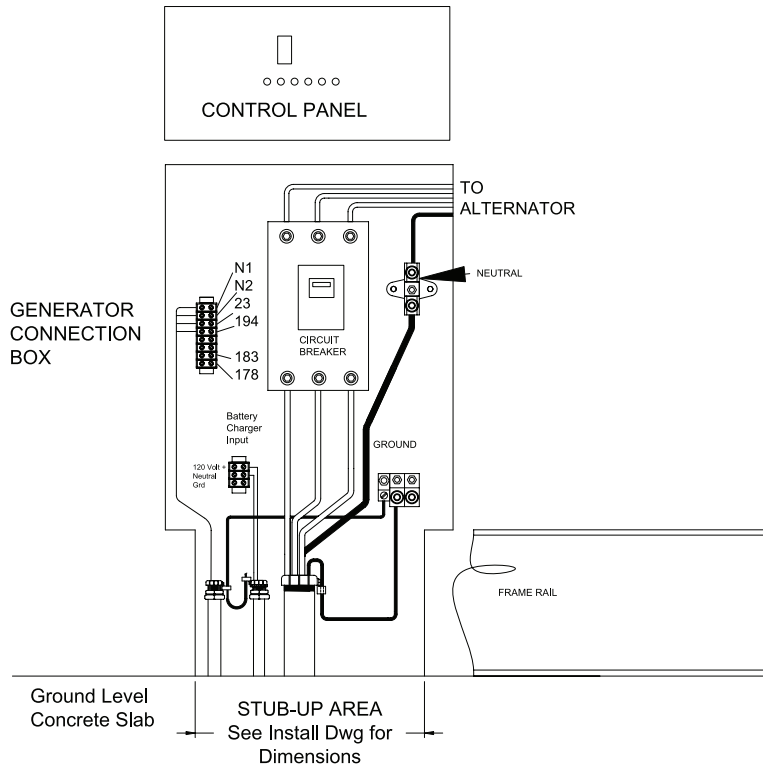 CONTROL PANEL
TO
ALTERNATOR
NEUTRAL
N1
N2
23
194
183
178
GENERATOR
CONNECTION
BOX
CIRCUIT
BREAKER
Battery
Charger
Input
120 Volt +
Neutral
Grd
GROUND
FRAME RAIL
Ground Level
Concrete Slab
STUB-UP AREA
See Install Dwg for
Dimensions